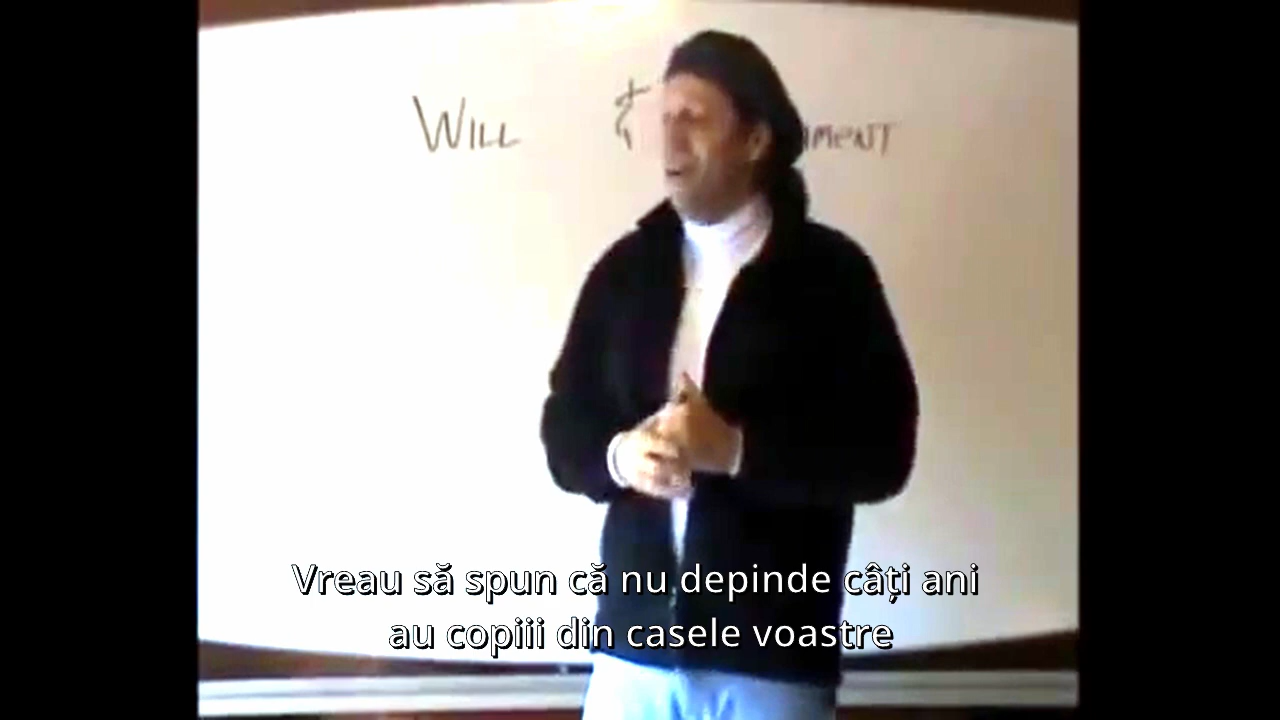 WILL &
Vreau să spun că nu depinde câți ani
au copiii din casele voastre